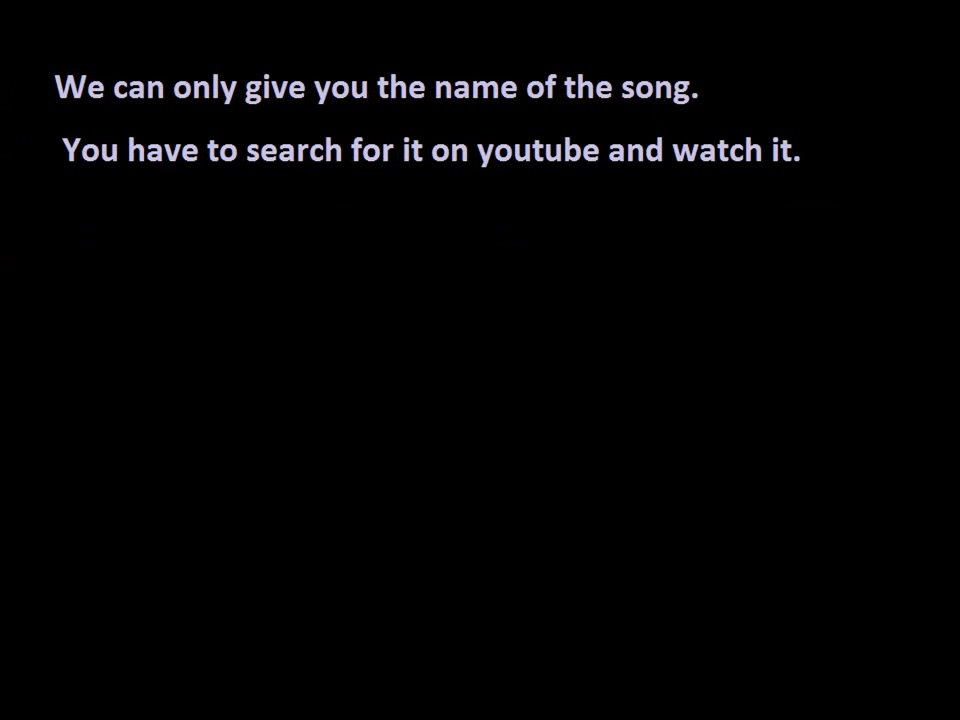 We can only give you the name of the song.
You have to search for it on youtube and watch it.